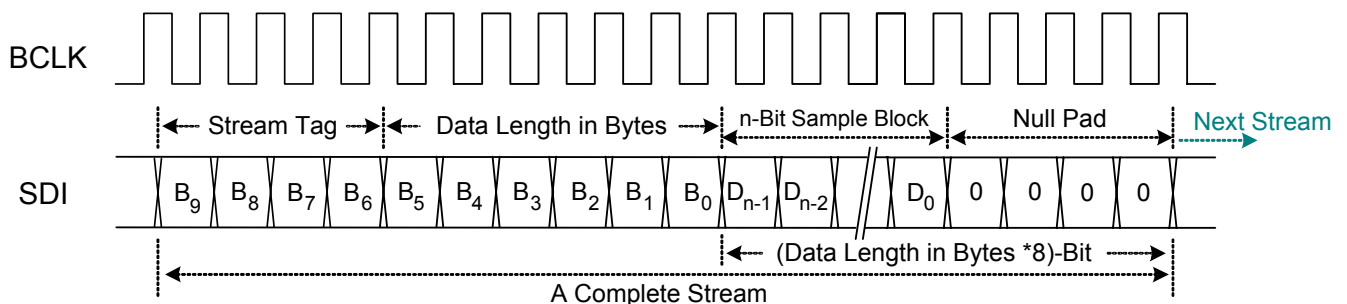 BCLK
Stream Tag Data Length in Bytes n-Bit Sample Block Null Pad Next Stream
SDI B9 B8 B7 B6 B5 B4 B3 B2 B1 B0 Dn-1 Dn-2 D0 0 0 0 0
(Data Length in Bytes *8)-Bit
A Complete Stream